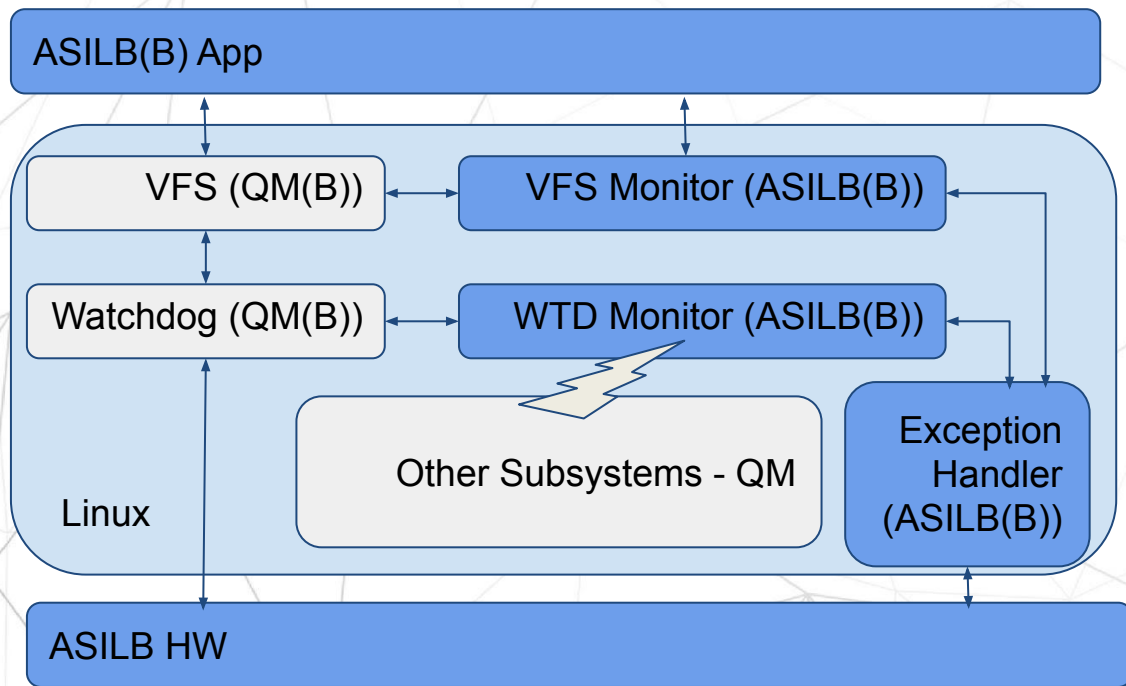 ASILB(B) App
VFS (QM(B))
VFS Monitor (ASILB(B))
Watchdog (QM(B))
WTD Monitor (ASILB(B))
Other Subsystems - QM
Exception
Handler
(ASILB(B))
Linux
ASILB HW